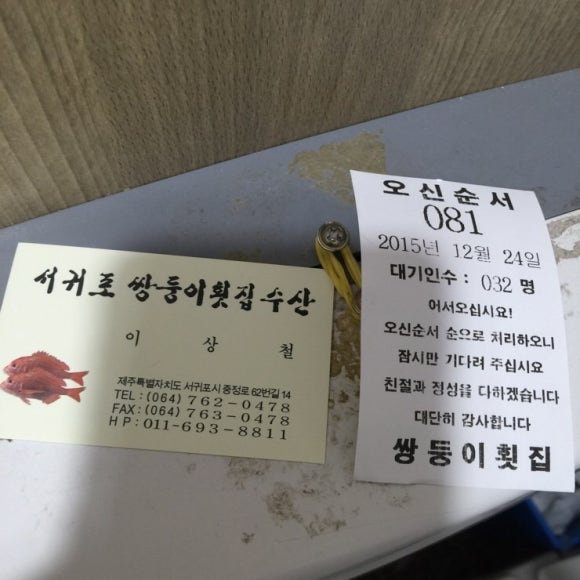 서귀포 쌍둥이횟집수산
이 상 철
제주특별자치도 서귀포시 중정로 62번길 14
TEL : (064) 762-0478
FAX : (064) 763-0478
H P : 011-693-8811
오신순서
081
2015년 12월 24일
대기인수 : 032 명
어서오십시요!
오신순서 순으로 처리하오니
잠시만 기다려 주십시요
친절과 정성을 다하겠습니다
대단히 감사합니다
쌍둥이횟집